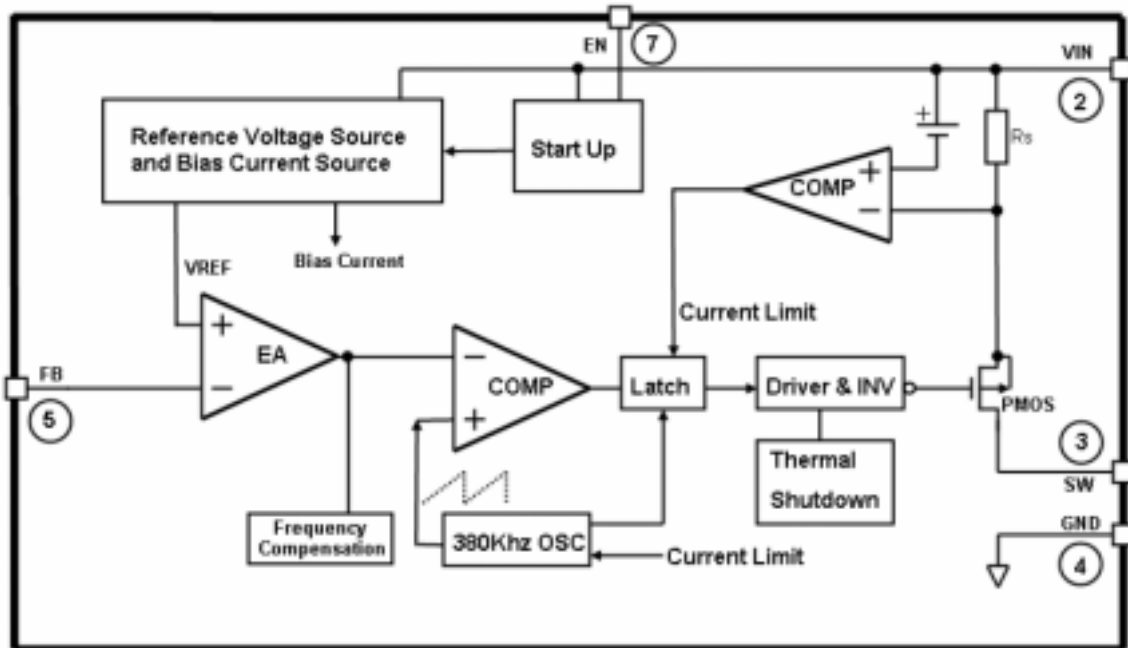 EN
7
VIN
2
Reference Voltage Source
and Bias Current Source
Start Up
+
Rs
COMP
+
−
Bias Current
VREF
Current Limit
+
EA
−
FB
5
−
COMP
+
Latch
Driver & INV
PMOS
3
SW
Thermal
Shutdown
Frequency
Compensation
380Khz OSC
Current Limit
GND
4